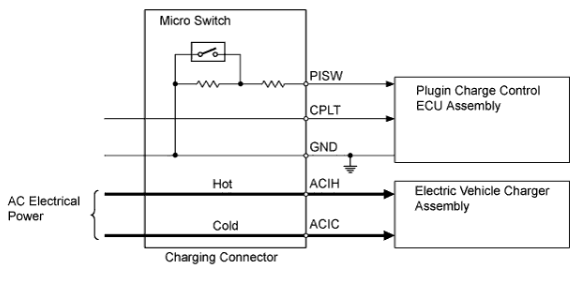 Micro Switch
PISW
Plugin Charge Control
ECU Assembly
CPLT
GND
Hot
ACIH
Electric Vehicle Charger
Assembly
AC Electrical
Power
Cold
ACIC
Charging Connector